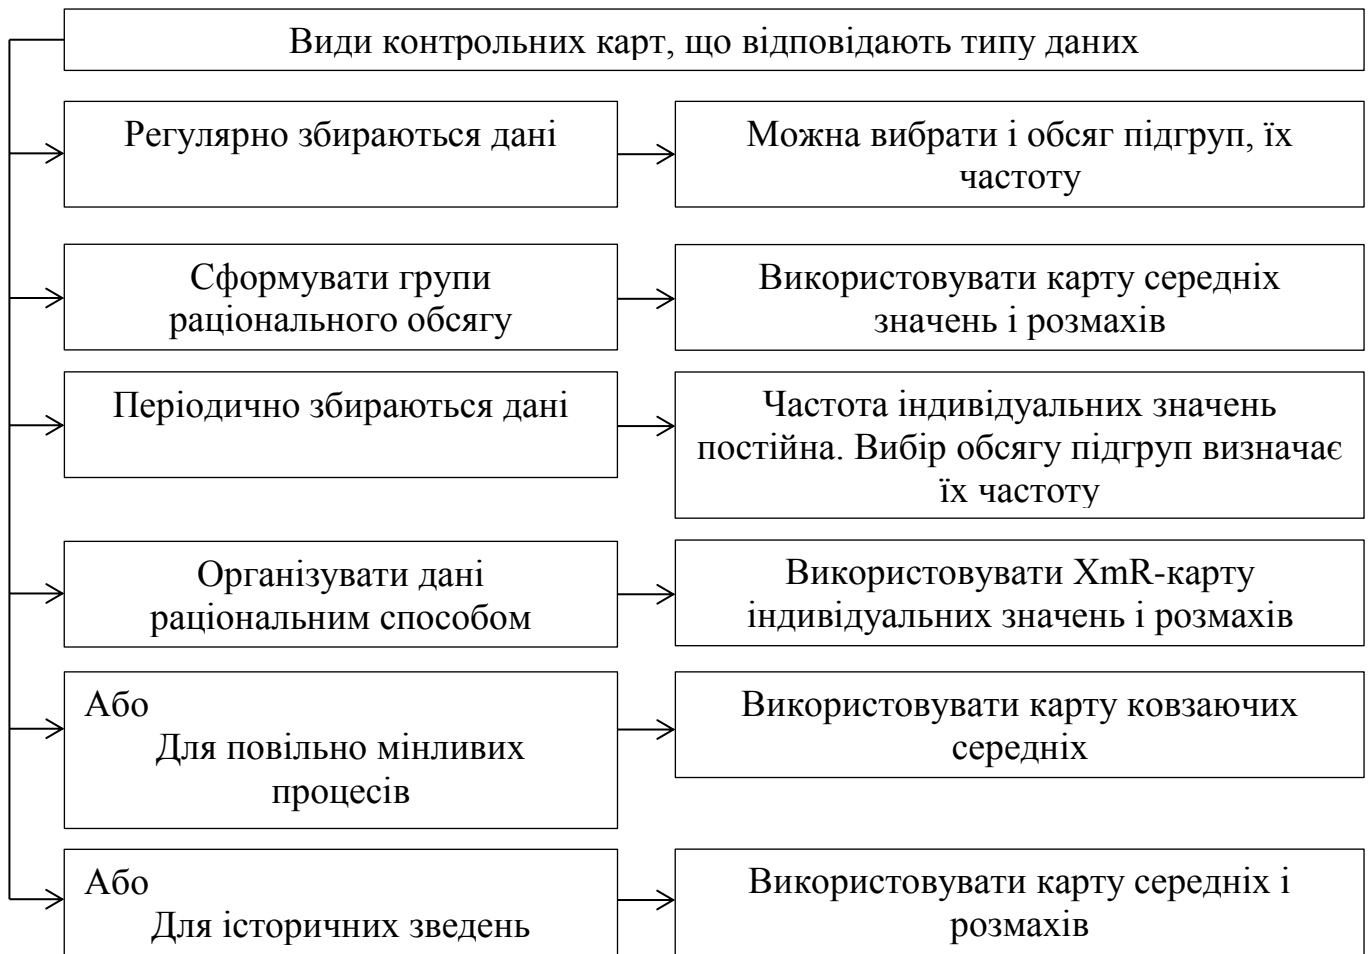 Види контрольних карт, що відповідають типу даних
Регулярно збираються дані
Можна вибрати і обсяг підгруп, їх
частоту
Сформувати групи
раціонального обсягу
Використовувати карту середніх
значень і розмахів
Періодично збираються дані
Частота індивідуальних значень
постійна. Вибір обсягу підгруп визначає
їх частоту
Організувати дані
раціональним способом
Використовувати XmR-карту
індивідуальних значень і розмахів
Або
Для повільно мінливих
процесів
Використовувати карту ковзаючих
середніх
Або
Для історичних зведень
Використовувати карту середніх і
розмахів